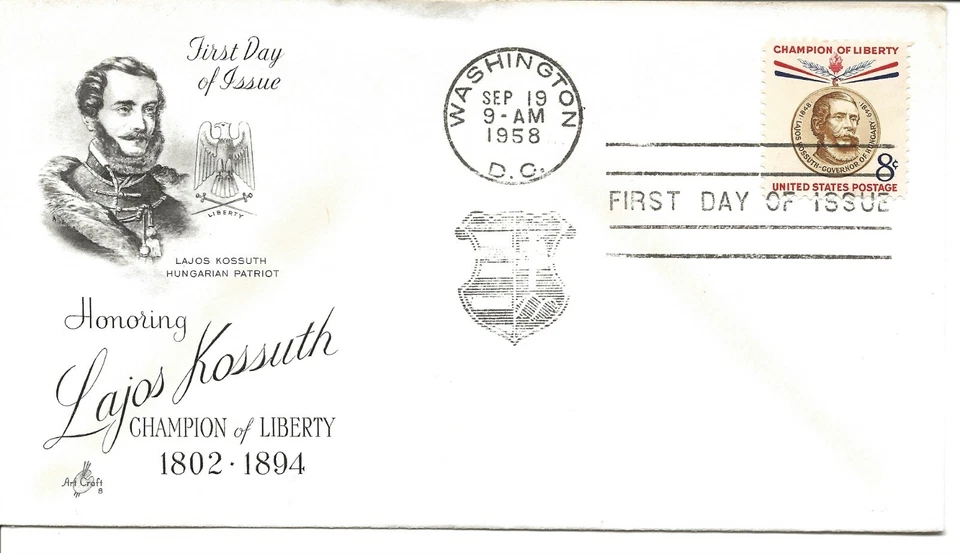 First Day
of Issue
LIBERTY
LAJOS KOSSUTH
HUNGARIAN PATRIOT
Honoring
Lajos Kossuth
CHAMPION of LIBERTY
1802 · 1894
Art Craft
8
WASHINGTON
SEP 19
9-AM
1958
D.C.
CHAMPION OF LIBERTY
1848 · 1849 · LAJOS KOSSUTH - GOVERNOR OF HUNGARY
8c
UNITED STATES POSTAGE
FIRST DAY OF ISSUE